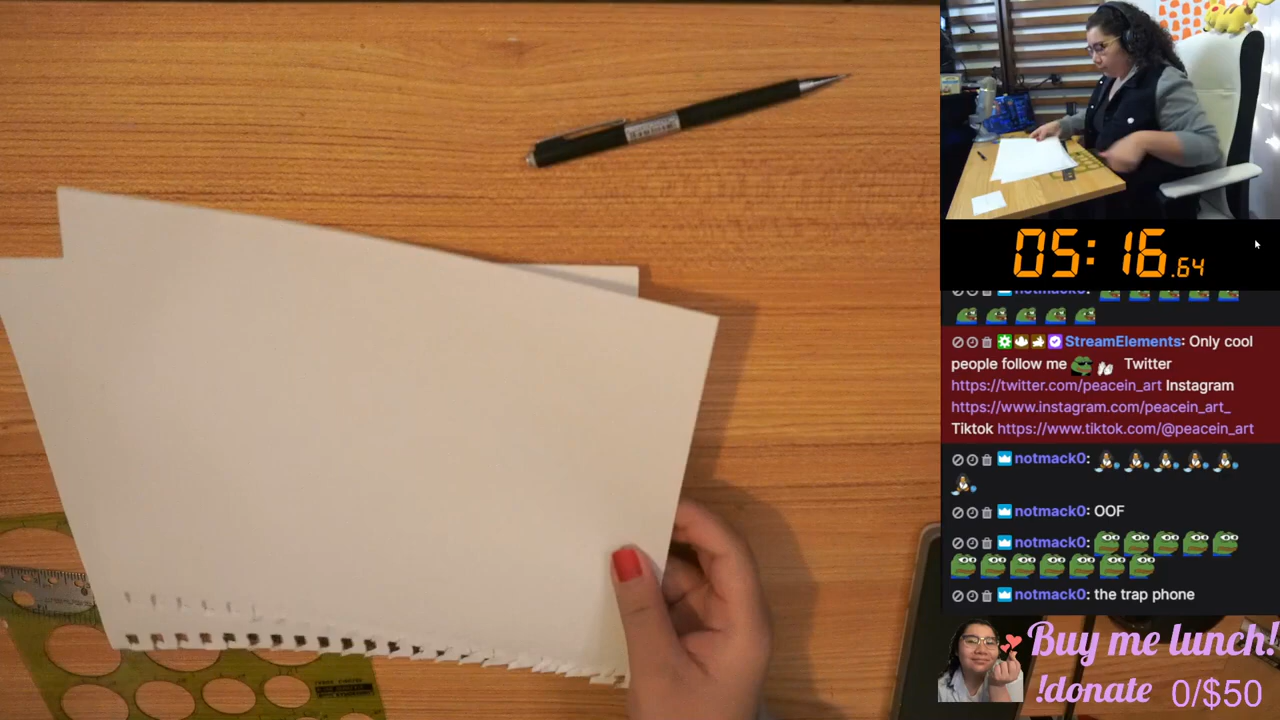 05:16.64
notmack0:
StreamElements: Only cool
people follow me Twitter
https://twitter.com/peacein_art Instagram
https://www.instagram.com/peacein_art_
Tiktok https://www.tiktok.com/@peacein_art
notmack0:
notmack0: OOF
notmack0:
notmack0: the trap phone
Buy me lunch!
!donate 0/$50